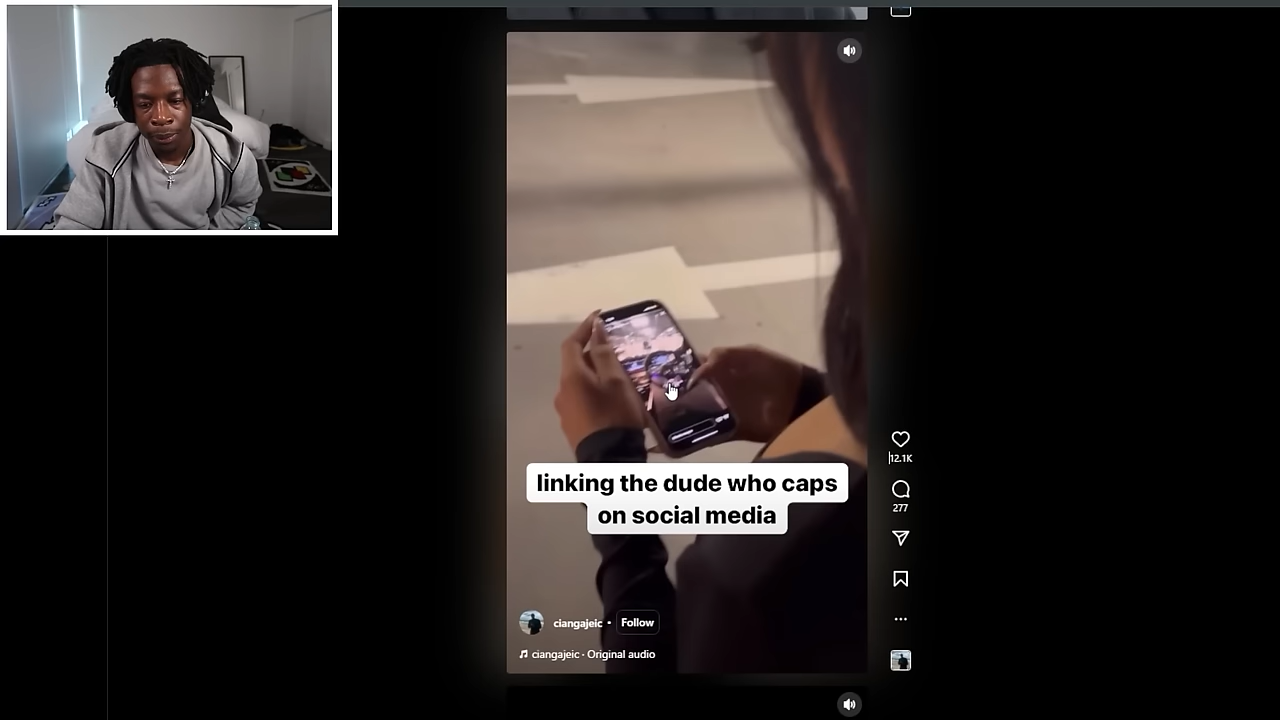 linking the dude who caps
on social media
ciangajeic • Follow
ciangajeic · Original audio
12.1K
277